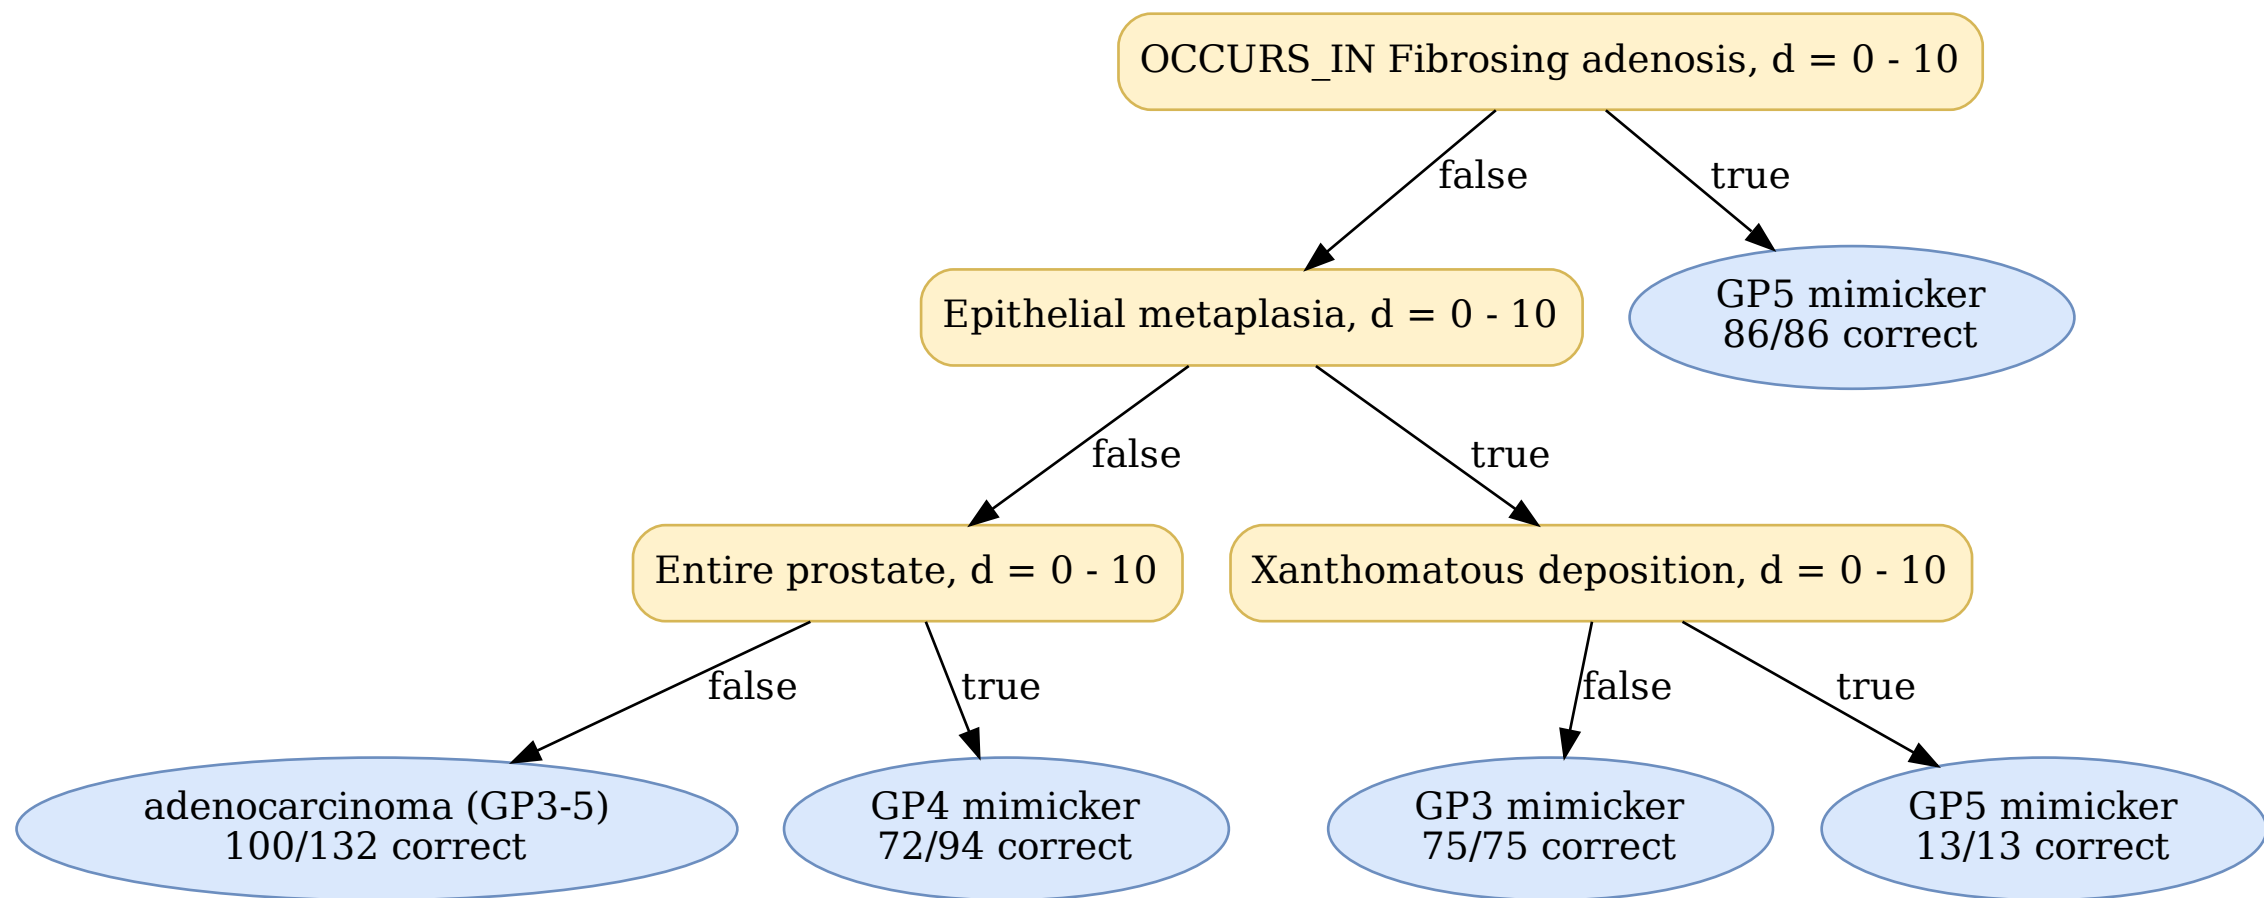 OCCURS_IN Fibrosing adenosis, d = 0 - 10
false
true
Epithelial metaplasia, d = 0 - 10
GP5 mimicker
86/86 correct
false
true
Entire prostate, d = 0 - 10
Xanthomatous deposition, d = 0 - 10
false
true
false
true
adenocarcinoma (GP3-5)
100/132 correct
GP4 mimicker
72/94 correct
GP3 mimicker
75/75 correct
GP5 mimicker
13/13 correct